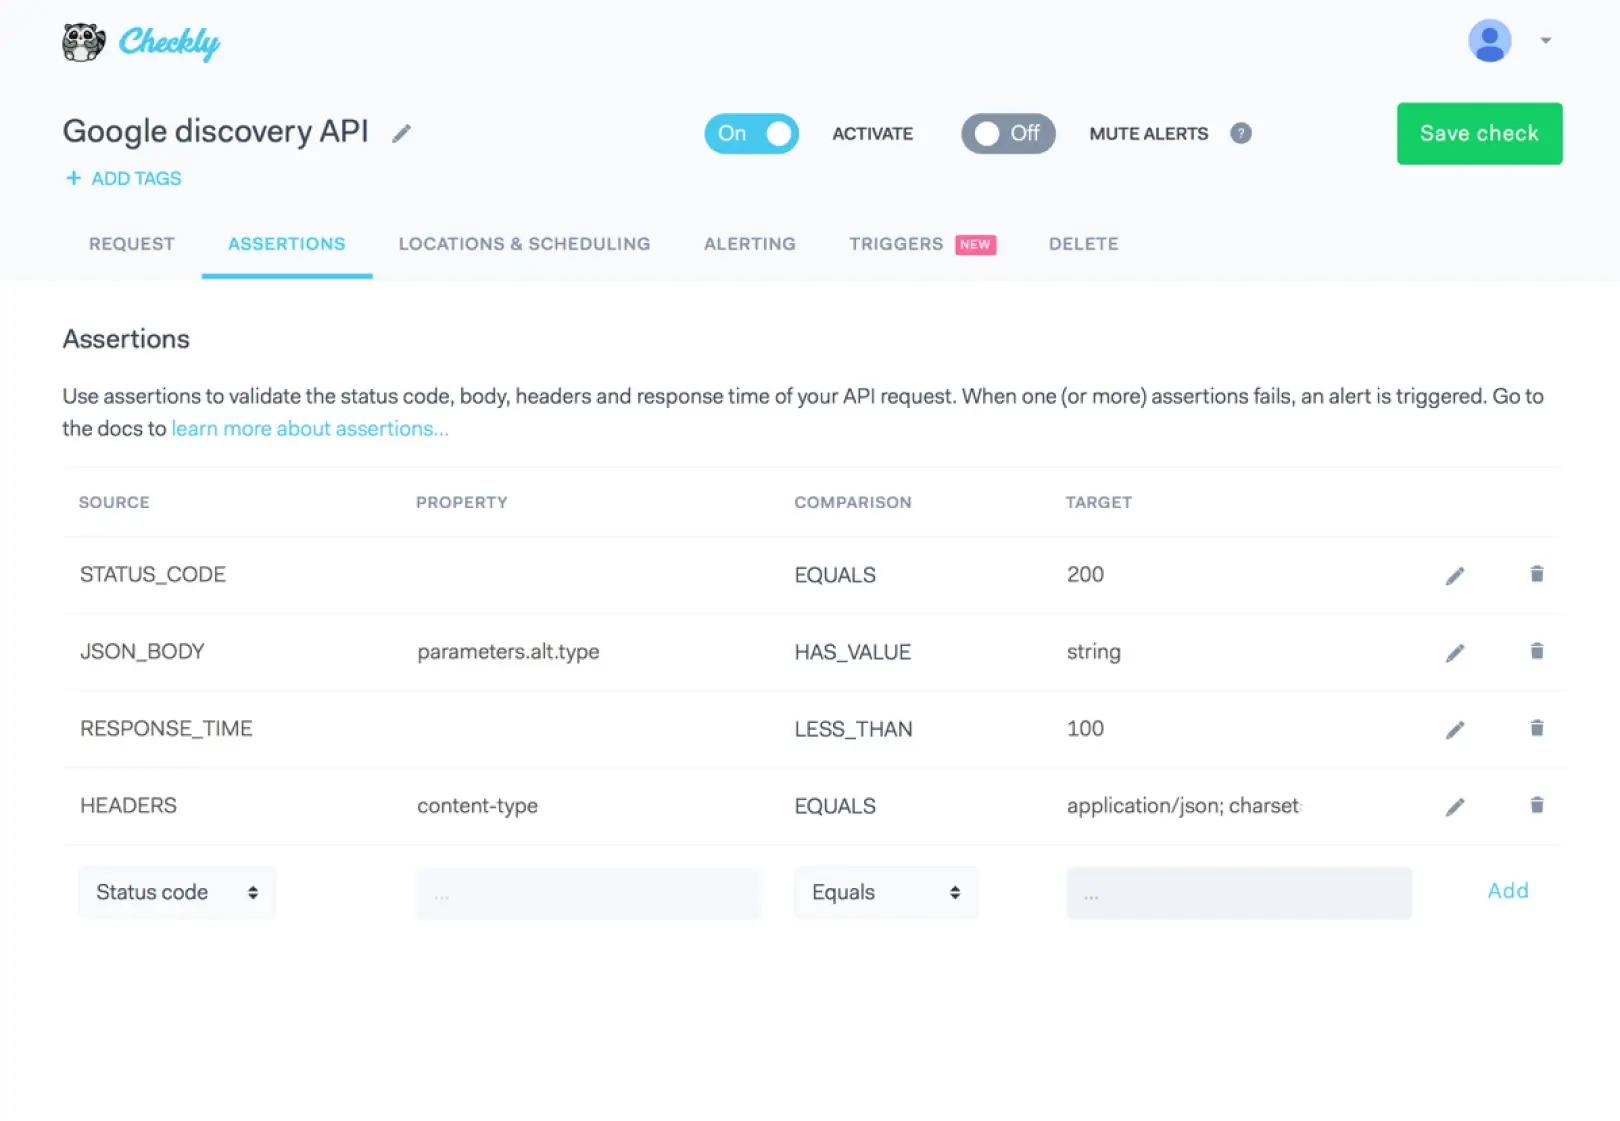 Checkly
Google discovery API
On ACTIVATE Off MUTE ALERTS ?
Save check
+ ADD TAGS
REQUEST ASSERTIONS LOCATIONS & SCHEDULING ALERTING TRIGGERS NEW DELETE
Assertions
Use assertions to validate the status code, body, headers and response time of your API request. When one (or more) assertions fails, an alert is triggered. Go to
the docs to learn more about assertions...
SOURCE PROPERTY COMPARISON TARGET
STATUS_CODE EQUALS 200
JSON_BODY parameters.alt.type HAS_VALUE string
RESPONSE_TIME LESS_THAN 100
HEADERS content-type EQUALS application/json; charset
Status code ... Equals ... Add